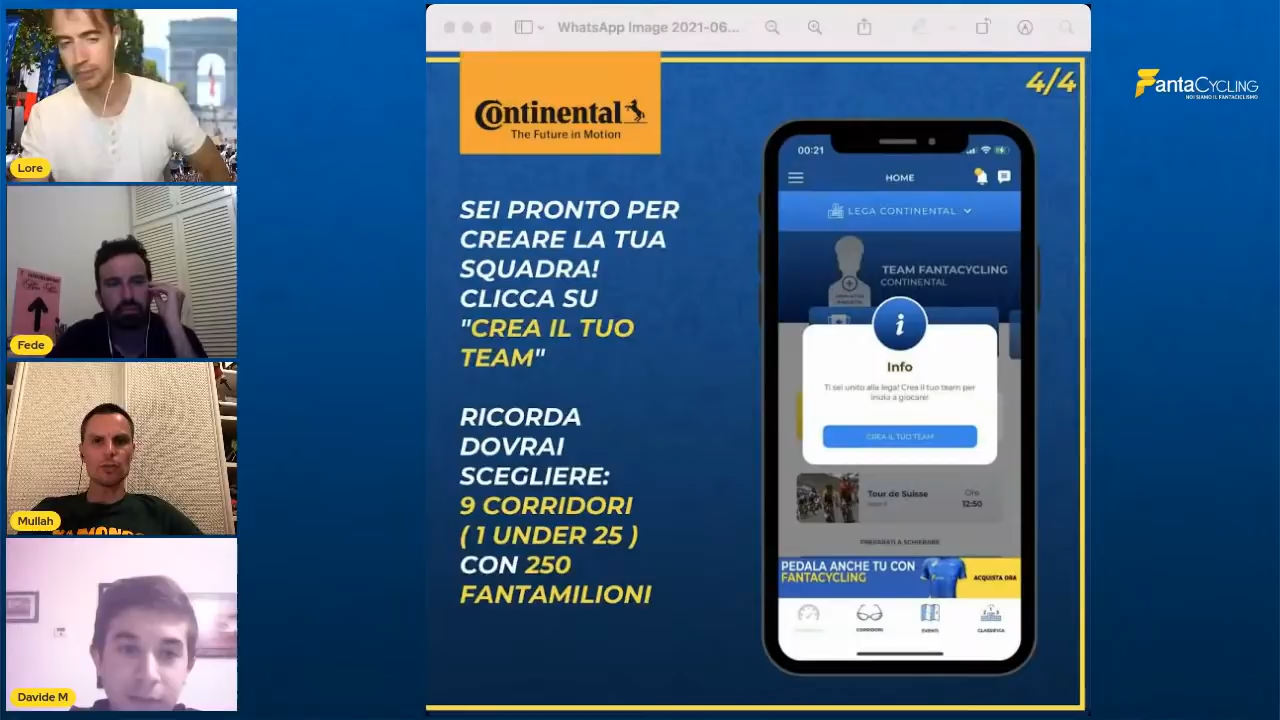 WhatsApp Image 2021-06...
4/4
FantaCycling
NOI SIAMO IL FANTACICLISMO
Continental
The Future in Motion
SEI PRONTO PER
CREARE LA TUA
SQUADRA!
CLICCA SU
"CREA IL TUO
TEAM"
RICORDA
DOVRAI
SCEGLIERE:
9 CORRIDORI
( 1 UNDER 25 )
CON 250
FANTAMILIONI
00:21
HOME
LEGA CONTINENTAL
TEAM FANTACYCLING
CONTINENTAL
Info
Ti sei unito alla lega! Crea il tuo team per
inizia a giocare!
CREA IL TUO TEAM
Tour de Suisse
Ore
12:50
PREPARATI A SCHIERARE
PEDALA ANCHE TU CON
FANTACYCLING
ACQUISTA ORA
CORRIDORI
EVENTI
CLASSIFICA
Lore
Fede
Mullah
Davide M